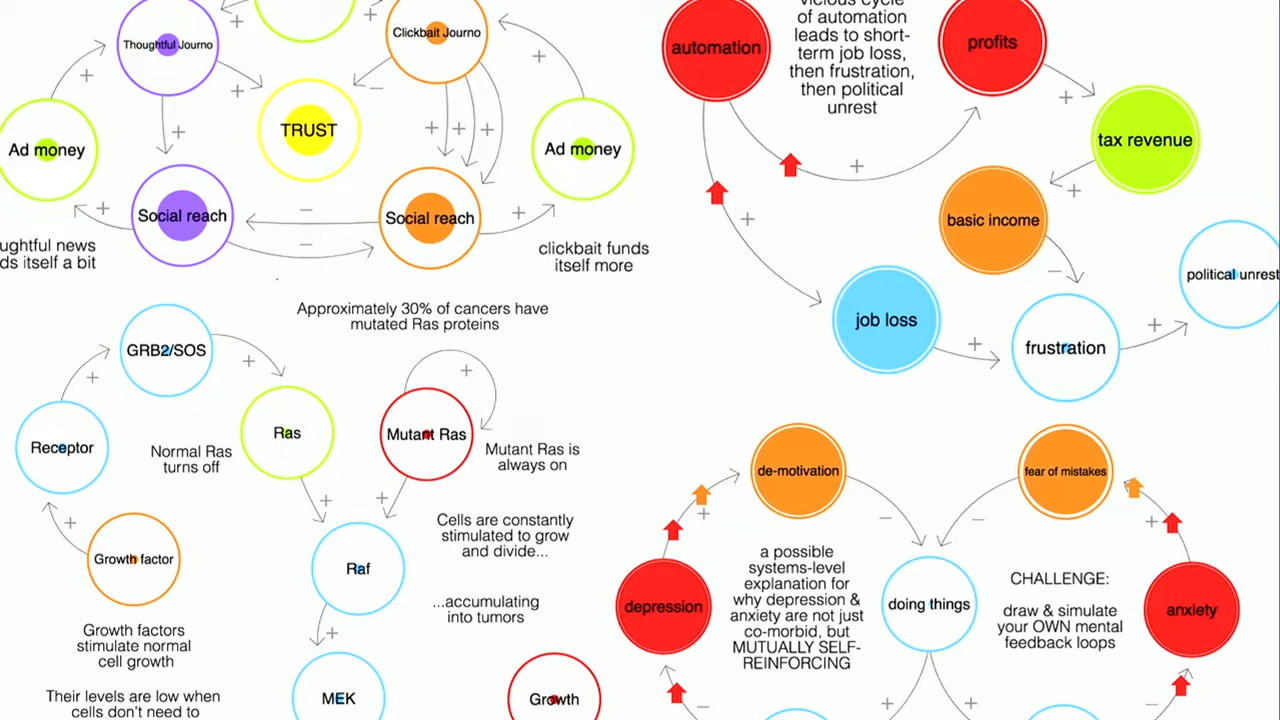 Thoughtful Journo
+
+
Clickbait Journo
+
+
−
+
TRUST
+
+
+
+
Ad money
Ad money
Social reach
−
−
Social reach
+
+
ughtful news
ds itself a bit
clickbait funds
itself more
automation
vicious cycle
of automation
leads to short-
term job loss,
then frustration,
then political
unrest
profits
+
tax revenue
+
+
+
basic income
−
job loss
+
frustration
+
political unrest
Approximately 30% of cancers have
mutated Ras proteins
GRB2/SOS
+
+
+
Receptor
Normal Ras
turns off
Ras
Mutant Ras
Mutant Ras is
always on
+
+
+
Growth factor
Raf
Cells are constantly
stimulated to grow
and divide...
...accumulating
into tumors
+
Growth factors
stimulate normal
cell growth
Their levels are low when
cells don't need to
MEK
Growth
de-motivation
fear of mistakes
+
−
−
+
a possible
systems-level
explanation for
why depression &
anxiety are not just
co-morbid, but
MUTUALLY SELF-
REINFORCING
depression
doing things
CHALLENGE:
draw & simulate
your OWN mental
feedback loops
anxiety
−
+
+
−